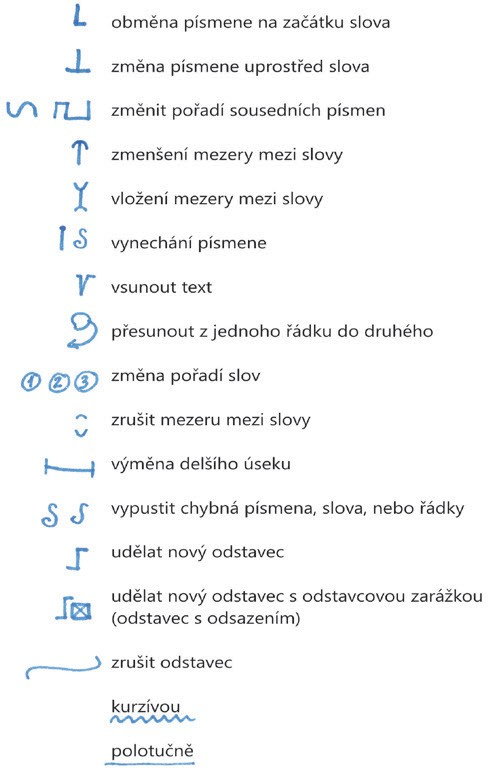 obměna písmene na začátku slova
změna písmene uprostřed slova
změnit pořadí sousedních písmen
zmenšení mezery mezi slovy
vložení mezery mezi slovy
vynechání písmene
vsunout text
přesunout z jednoho řádku do druhého
1 2 3 změna pořadí slov
zrušit mezeru mezi slovy
výměna delšího úseku
vypustit chybná písmena, slova, nebo řádky
udělat nový odstavec
udělat nový odstavec s odstavcovou zarážkou
(odstavec s odsazením)
zrušit odstavec
kurzívou
polotučně